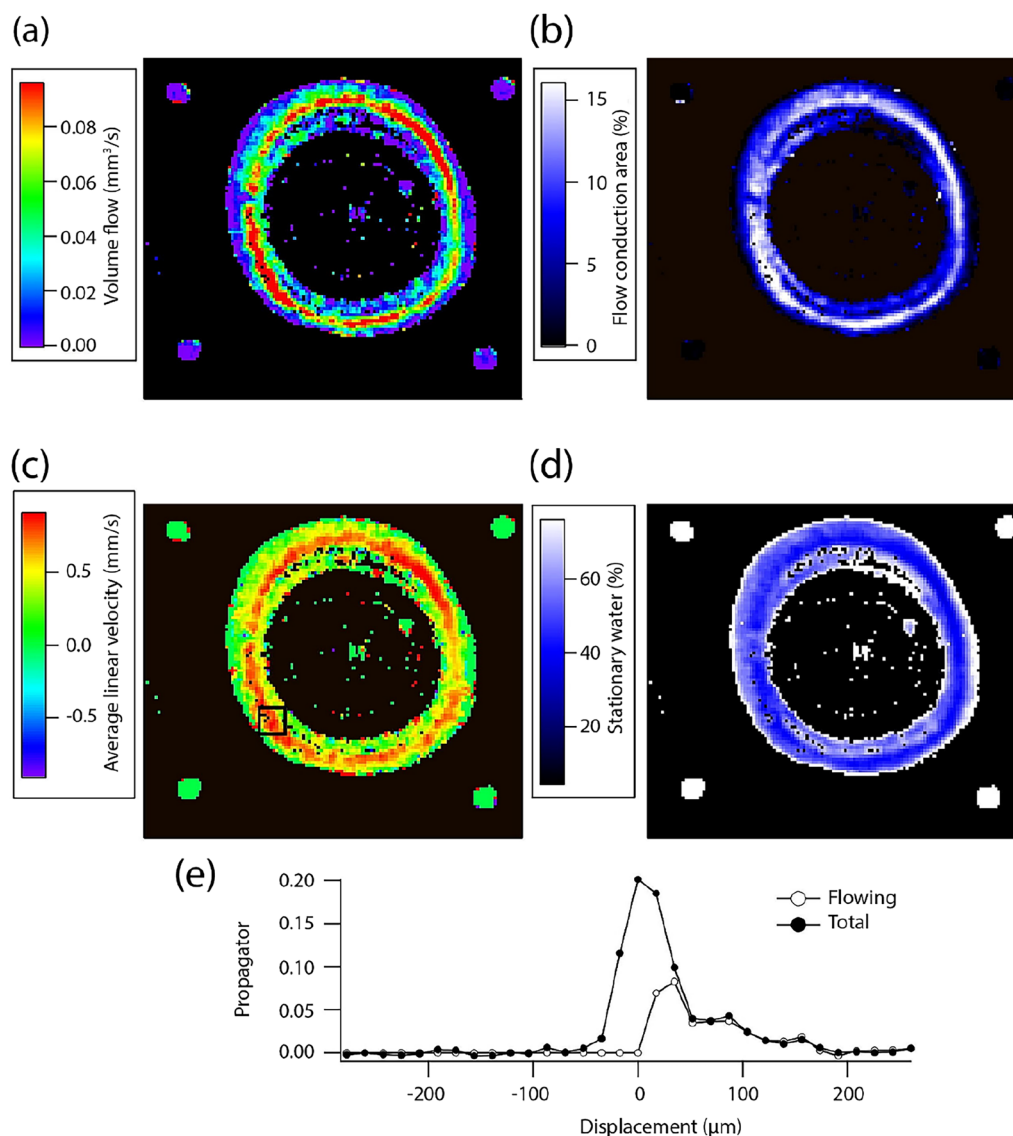 (a)
(b)
Volume flow (mm³/s)
0.08
0.06
0.04
0.02
0.00
Flow conduction area (%)
15
10
5
0
(c)
(d)
Average linear velocity (mm/s)
0.5
0.0
-0.5
Stationary water (%)
60
40
20
(e)
Propagator
0.20
0.15
0.10
0.05
0.00
Flowing
Total
-200 -100 0 100 200
Displacement (µm)